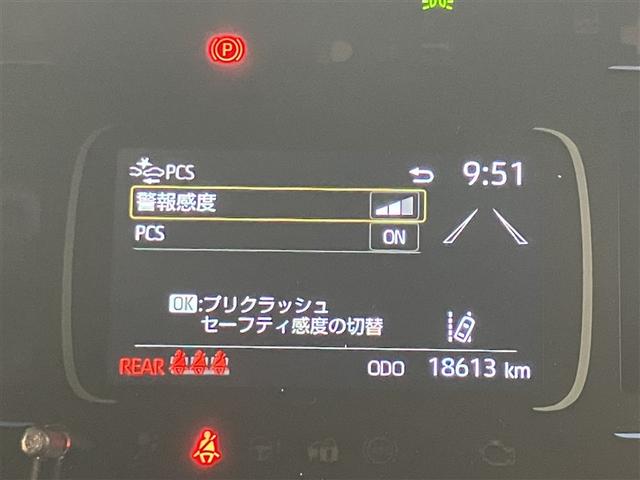 P
PCS
9:51
警報感度
PCS ON
OK:プリクラッシュ
セーフティ感度の切替
REAR ODO 18613 km